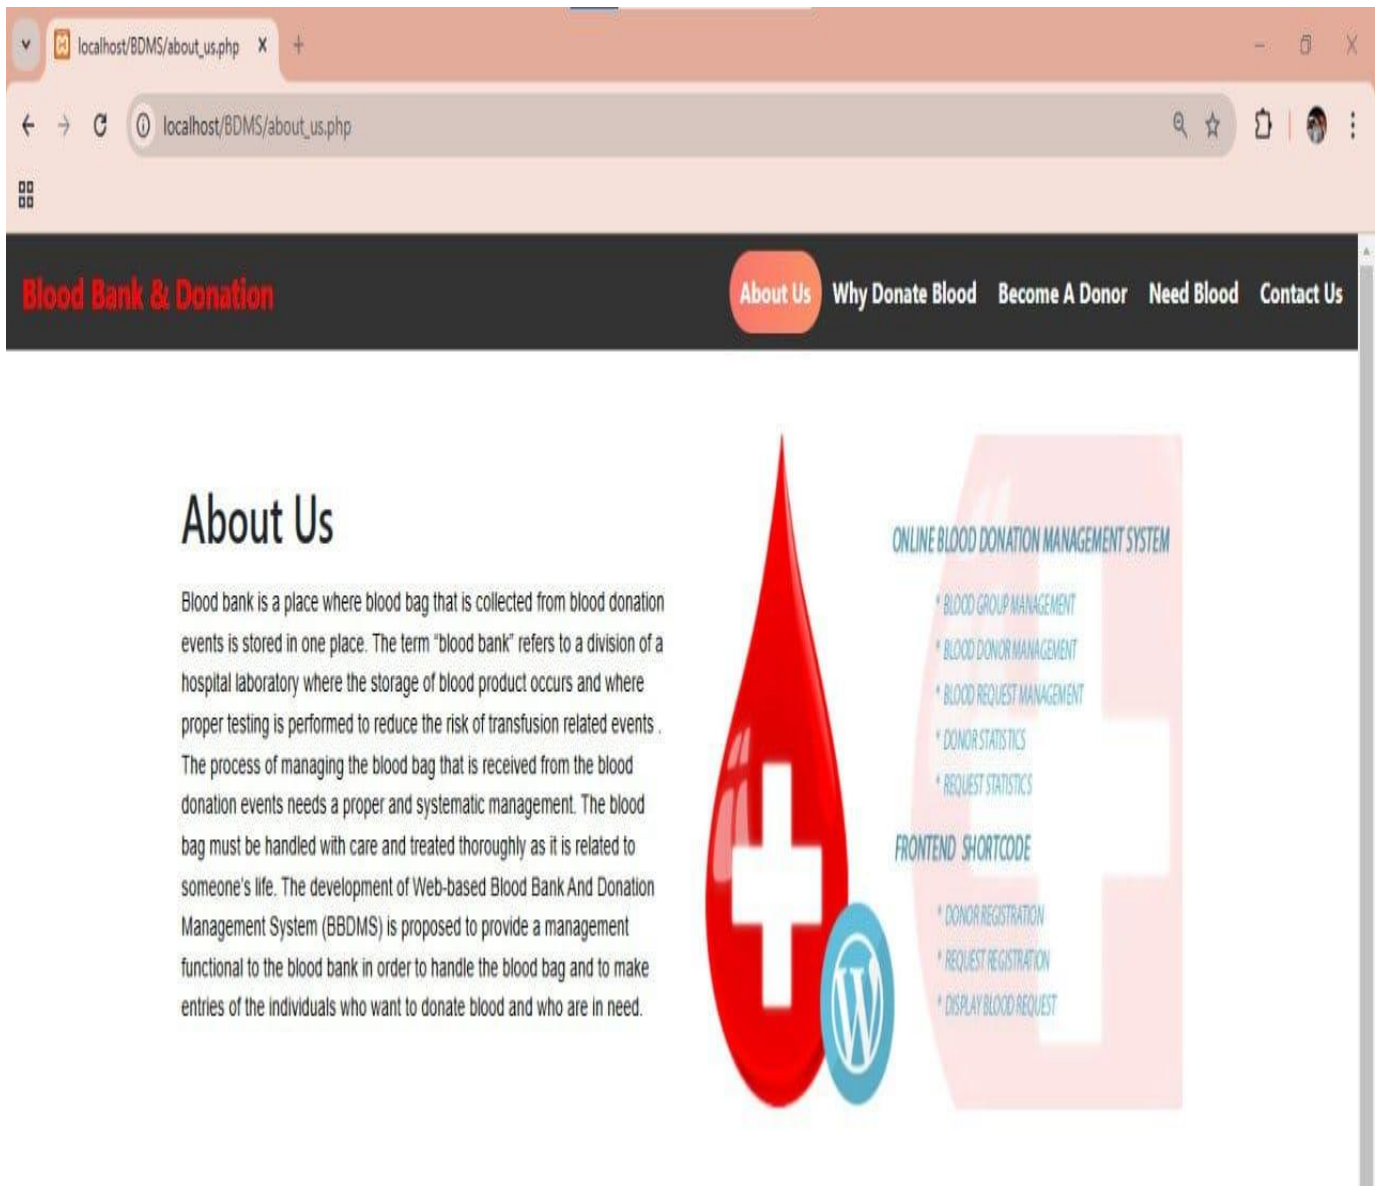 localhost/BDMS/about_us.php
localhost/BDMS/about_us.php
Blood Bank & Donation
About Us
Why Donate Blood
Become A Donor
Need Blood
Contact Us
About Us
Blood bank is a place where blood bag that is collected from blood donation
events is stored in one place. The term “blood bank” refers to a division of a
hospital laboratory where the storage of blood product occurs and where
proper testing is performed to reduce the risk of transfusion related events .
The process of managing the blood bag that is received from the blood
donation events needs a proper and systematic management. The blood
bag must be handled with care and treated thoroughly as it is related to
someone's life. The development of Web-based Blood Bank And Donation
Management System (BBDMS) is proposed to provide a management
functional to the blood bank in order to handle the blood bag and to make
entries of the individuals who want to donate blood and who are in need.
ONLINE BLOOD DONATION MANAGEMENT SYSTEM
* BLOOD GROUP MANAGEMENT
* BLOOD DONOR MANAGEMENT
* BLOOD REQUEST MANAGEMENT
* DONOR STATISTICS
* REQUEST STATISTICS
FRONTEND SHORTCODE
* DONOR REGISTRATION
* REQUEST REGISTRATION
* DISPLAY BLOOD REQUEST
W